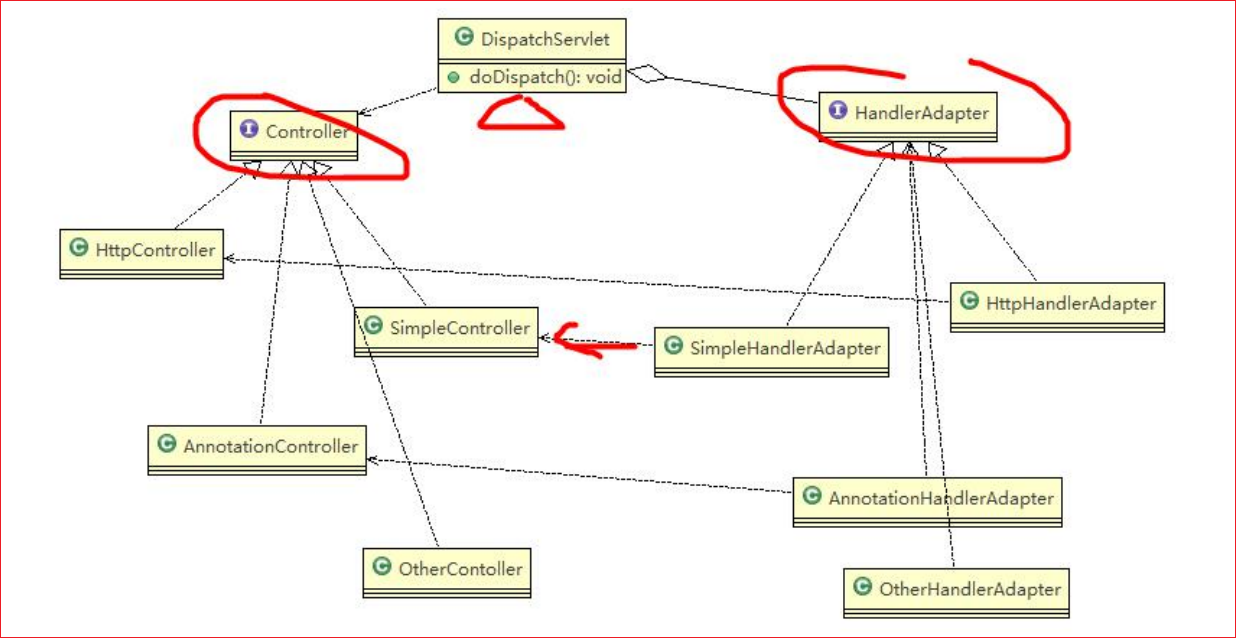 DispatchServlet
doDispatch(): void
HandlerAdapter
Controller
HttpController
HttpHandlerAdapter
SimpleController
SimpleHandlerAdapter
AnnotationController
AnnotationHandlerAdapter
OtherContoller
OtherHandlerAdapter